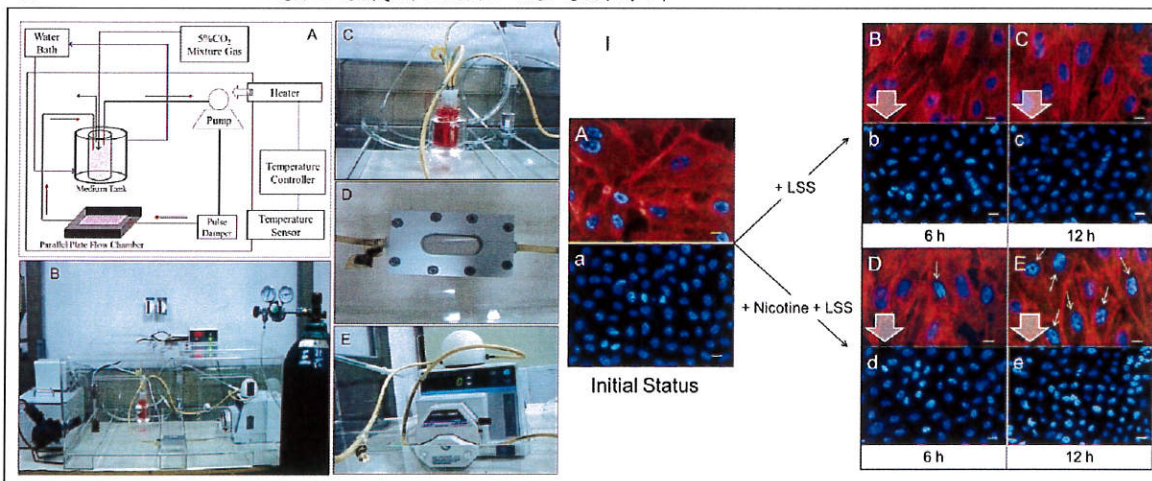 A
Water
Bath
5%CO₂
Mixture Gas
Heater
Pump
Medium Tank
Temperature
Controller
Parallel Plate Flow Chamber
Pulse
Damper
Temperature
Sensor
B
C
D
E
I
A
a
Initial Status
+ LSS
+ Nicotine + LSS
B
C
b
c
6 h
12 h
D
E
d
e
6 h
12 h